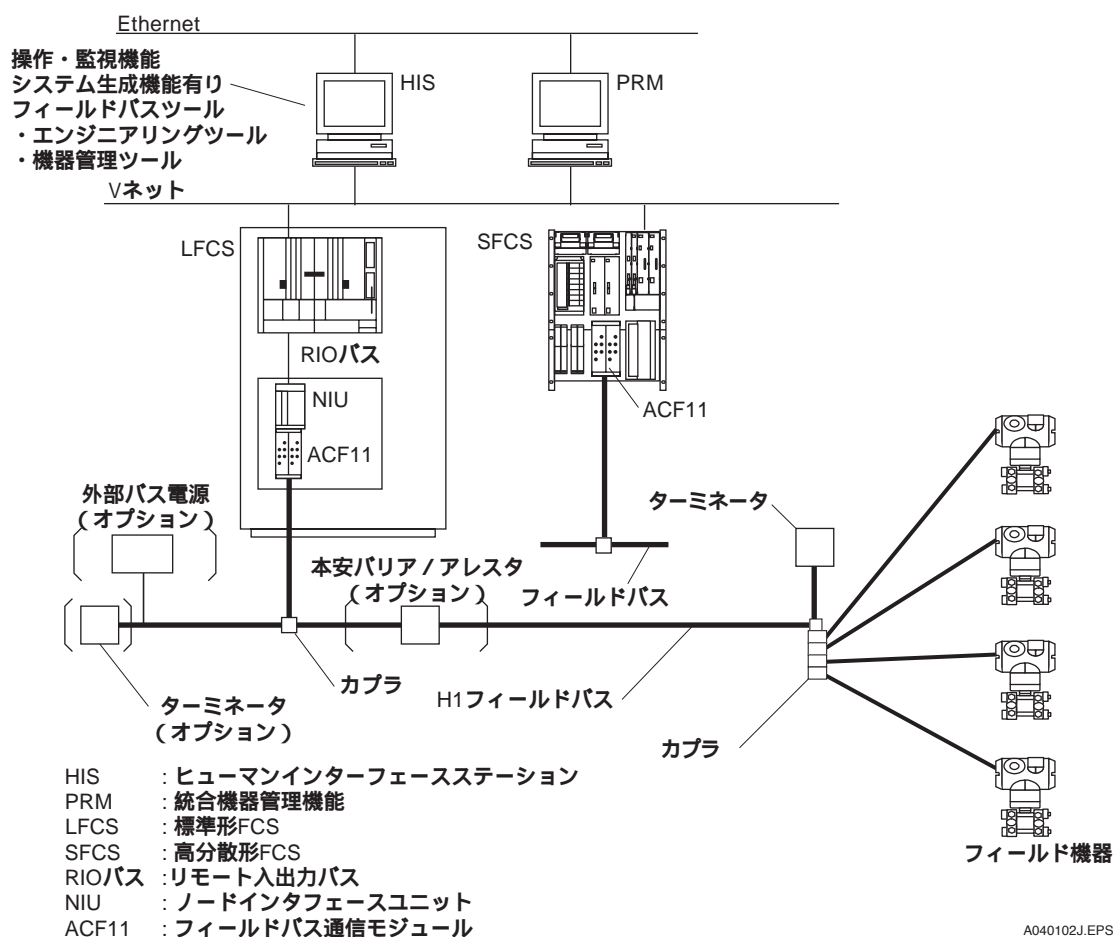 Ethernet
操作・監視機能
システム生成機能有り
フィールドバスツール
・エンジニアリングツール
・機器管理ツール
HIS
PRM
Vネット
LFCS
SFCS
RIOバス
NIU
ACF11
ACF11
外部バス電源
(オプション)
ターミネータ
本安バリア/アレスタ
(オプション)
フィールドバス
カプラ
H1フィールドバス
ターミネータ
(オプション)
カプラ
フィールド機器
HIS :ヒューマンインターフェースステーション
PRM :統合機器管理機能
LFCS :標準形FCS
SFCS :高分散形FCS
RIOバス :リモート入出力バス
NIU :ノードインタフェースユニット
ACF11 :フィールドバス通信モジュール
A040102J.EPS